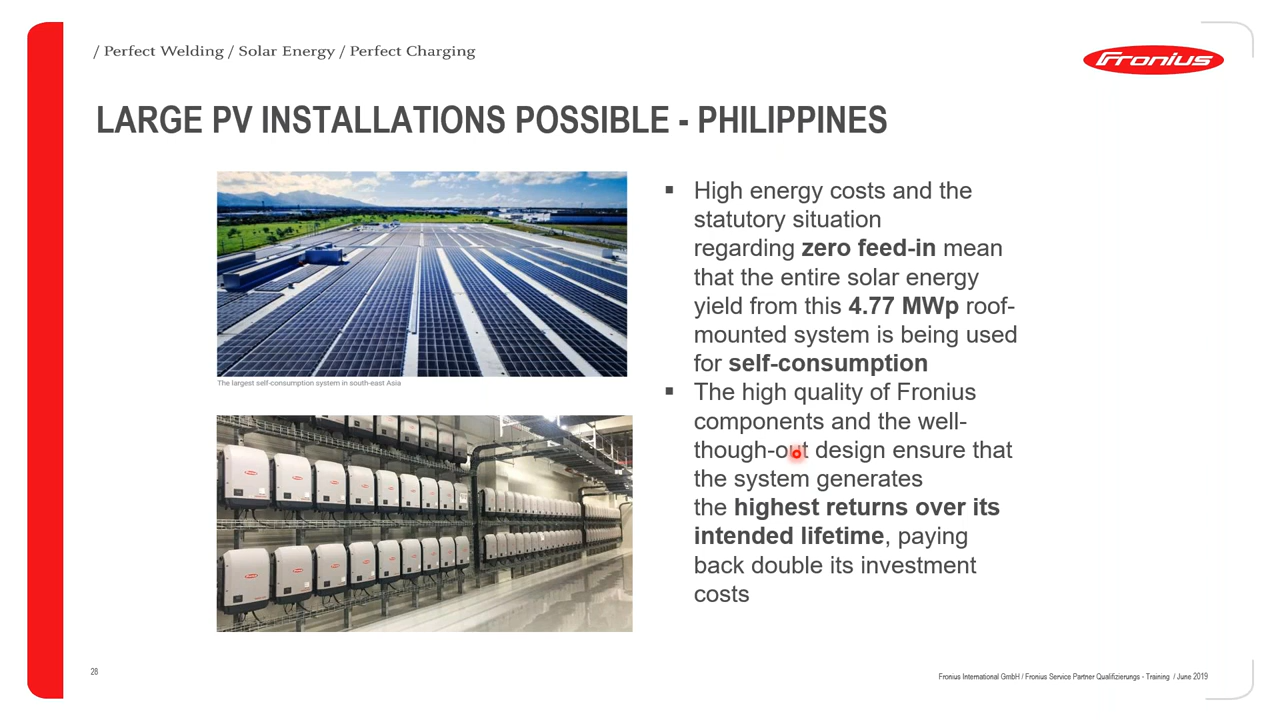 / Perfect Welding / Solar Energy / Perfect Charging
Fronius
LARGE PV INSTALLATIONS POSSIBLE - PHILIPPINES
The largest self-consumption system in south-east Asia
▪ High energy costs and the
statutory situation
regarding zero feed-in mean
that the entire solar energy
yield from this 4.77 MWp roof-
mounted system is being used
for self-consumption
▪ The high quality of Fronius
components and the well-
though-out design ensure that
the system generates
the highest returns over its
intended lifetime, paying
back double its investment
costs
28
Fronius International GmbH / Fronius Service Partner Qualifizierungs - Training / June 2019